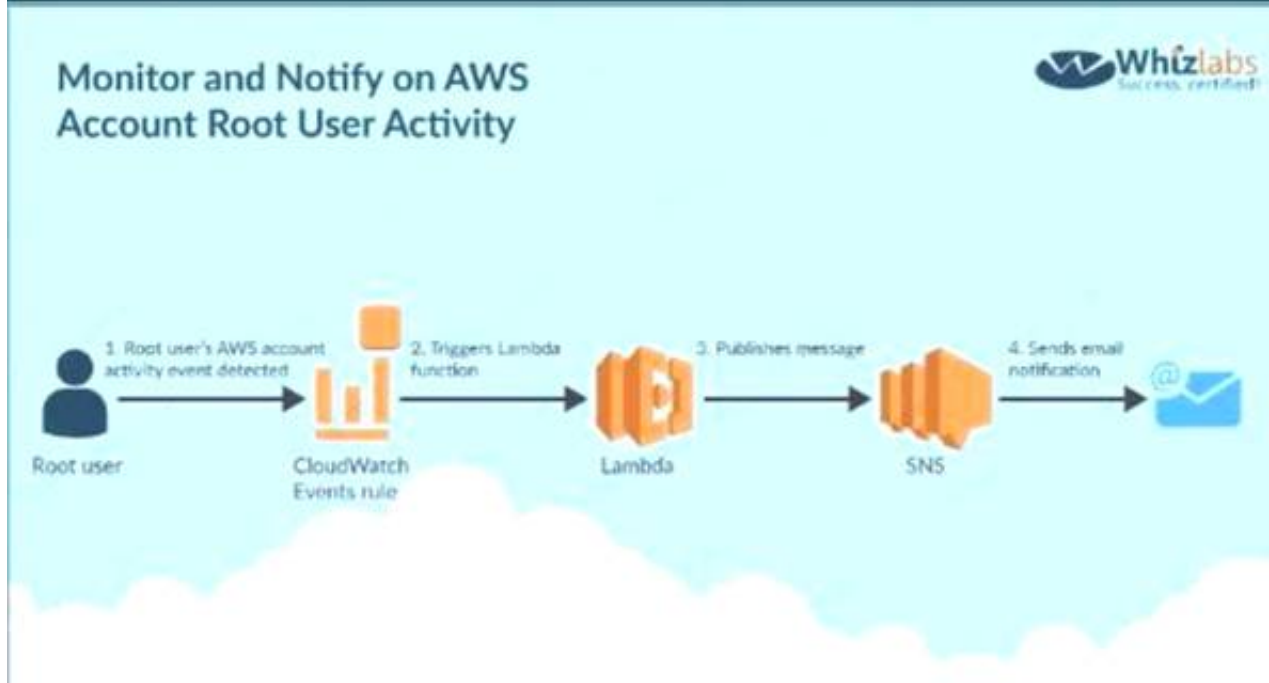 Monitor and Notify on AWS
Account Root User Activity
Whizlabs
Success. certified!
1. Root user's AWS account
activity event detected
2. Triggers Lambda
function
3. Publishes message
4. Sends email
notification
@
Root user
CloudWatch
Events rule
Lambda
SNS